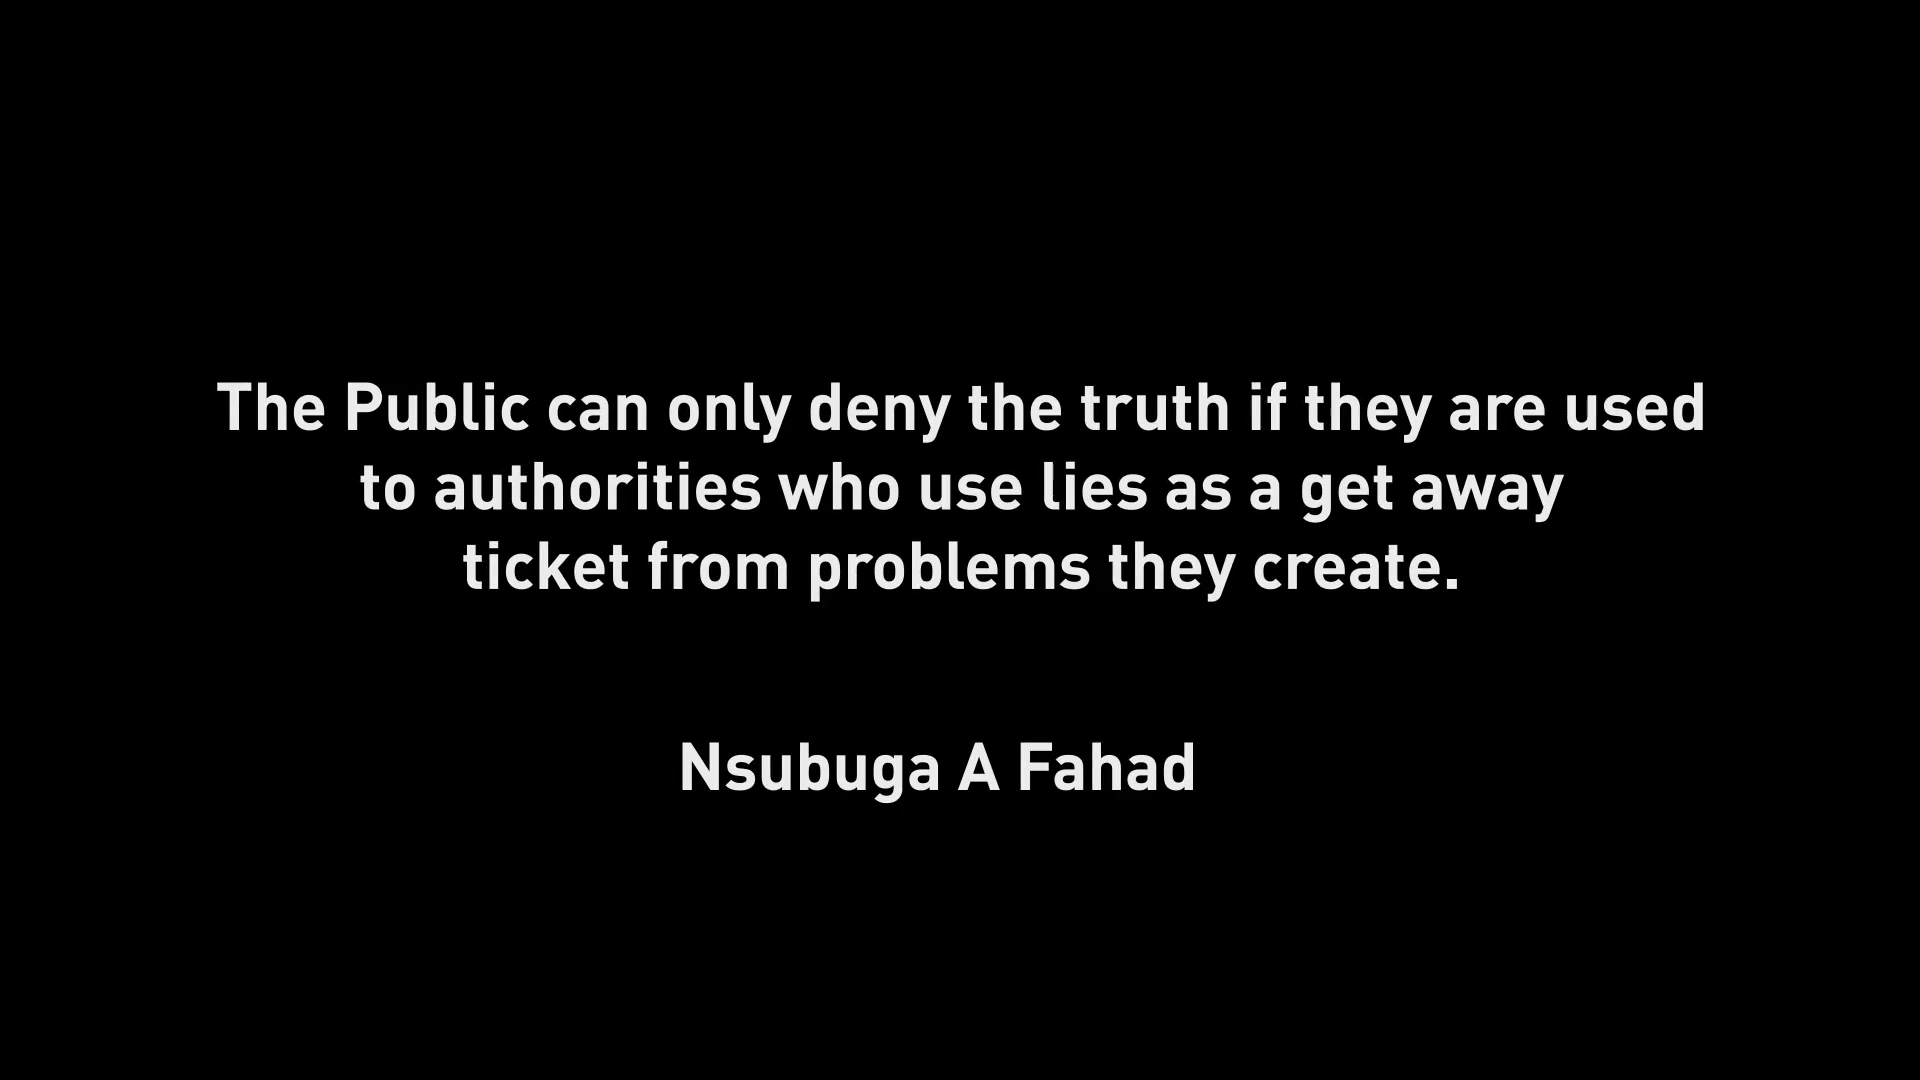 The Public can only deny the truth if they are used
to authorities who use lies as a get away
ticket from problems they create.
Nsubuga A Fahad